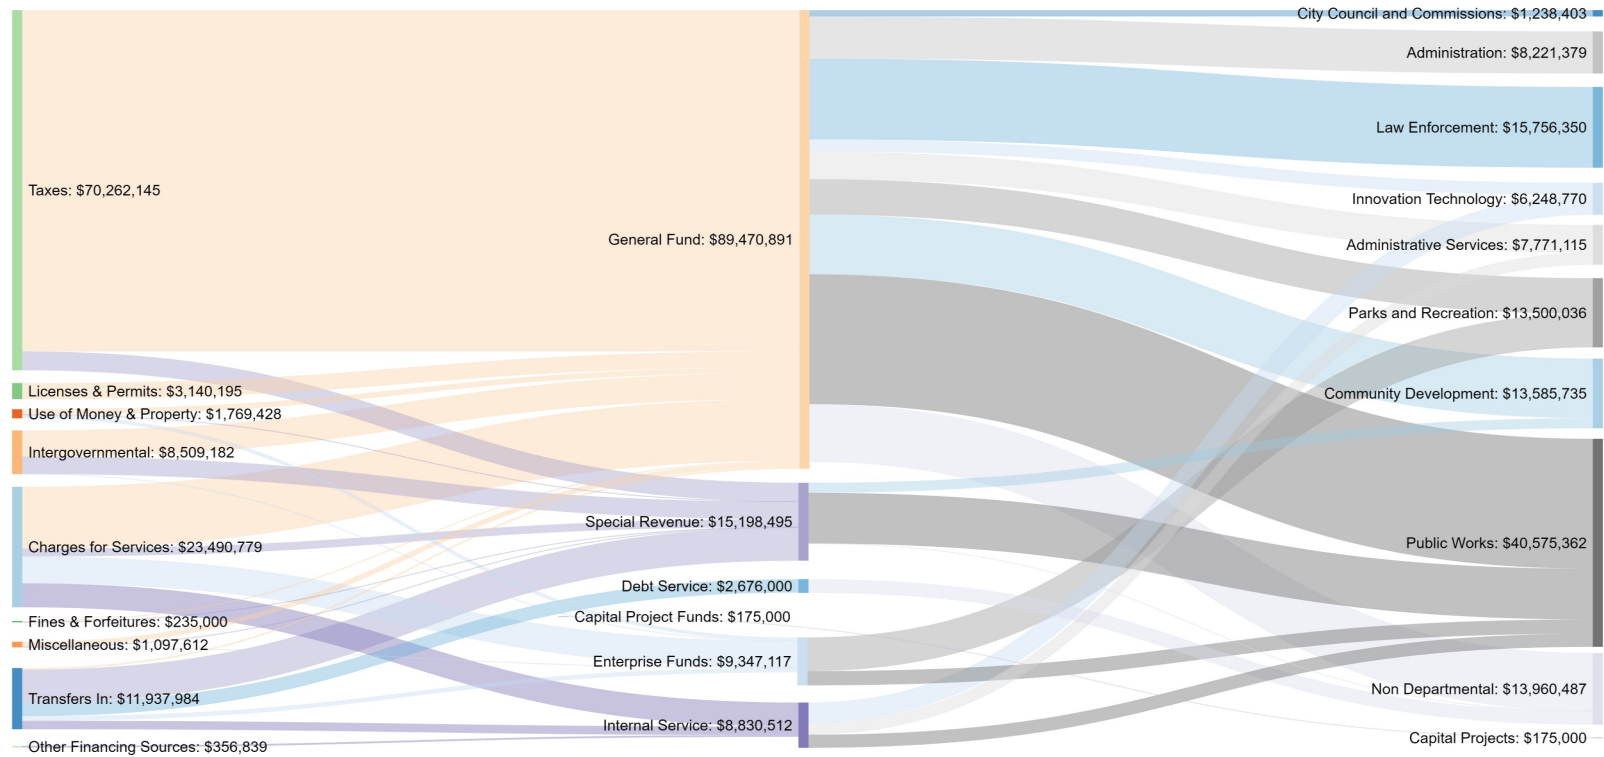 Taxes: $70,262,145
Licenses & Permits: $3,140,195
Use of Money & Property: $1,769,428
Intergovernmental: $8,509,182
Charges for Services: $23,490,779
Fines & Forfeitures: $235,000
Miscellaneous: $1,097,612
Transfers In: $11,937,984
Other Financing Sources: $356,839
General Fund: $89,470,891
Special Revenue: $15,198,495
Debt Service: $2,676,000
Capital Project Funds: $175,000
Enterprise Funds: $9,347,117
Internal Service: $8,830,512
City Council and Commissions: $1,238,403
Administration: $8,221,379
Law Enforcement: $15,756,350
Innovation Technology: $6,248,770
Administrative Services: $7,771,115
Parks and Recreation: $13,500,036
Community Development: $13,585,735
Public Works: $40,575,362
Non Departmental: $13,960,487
Capital Projects: $175,000